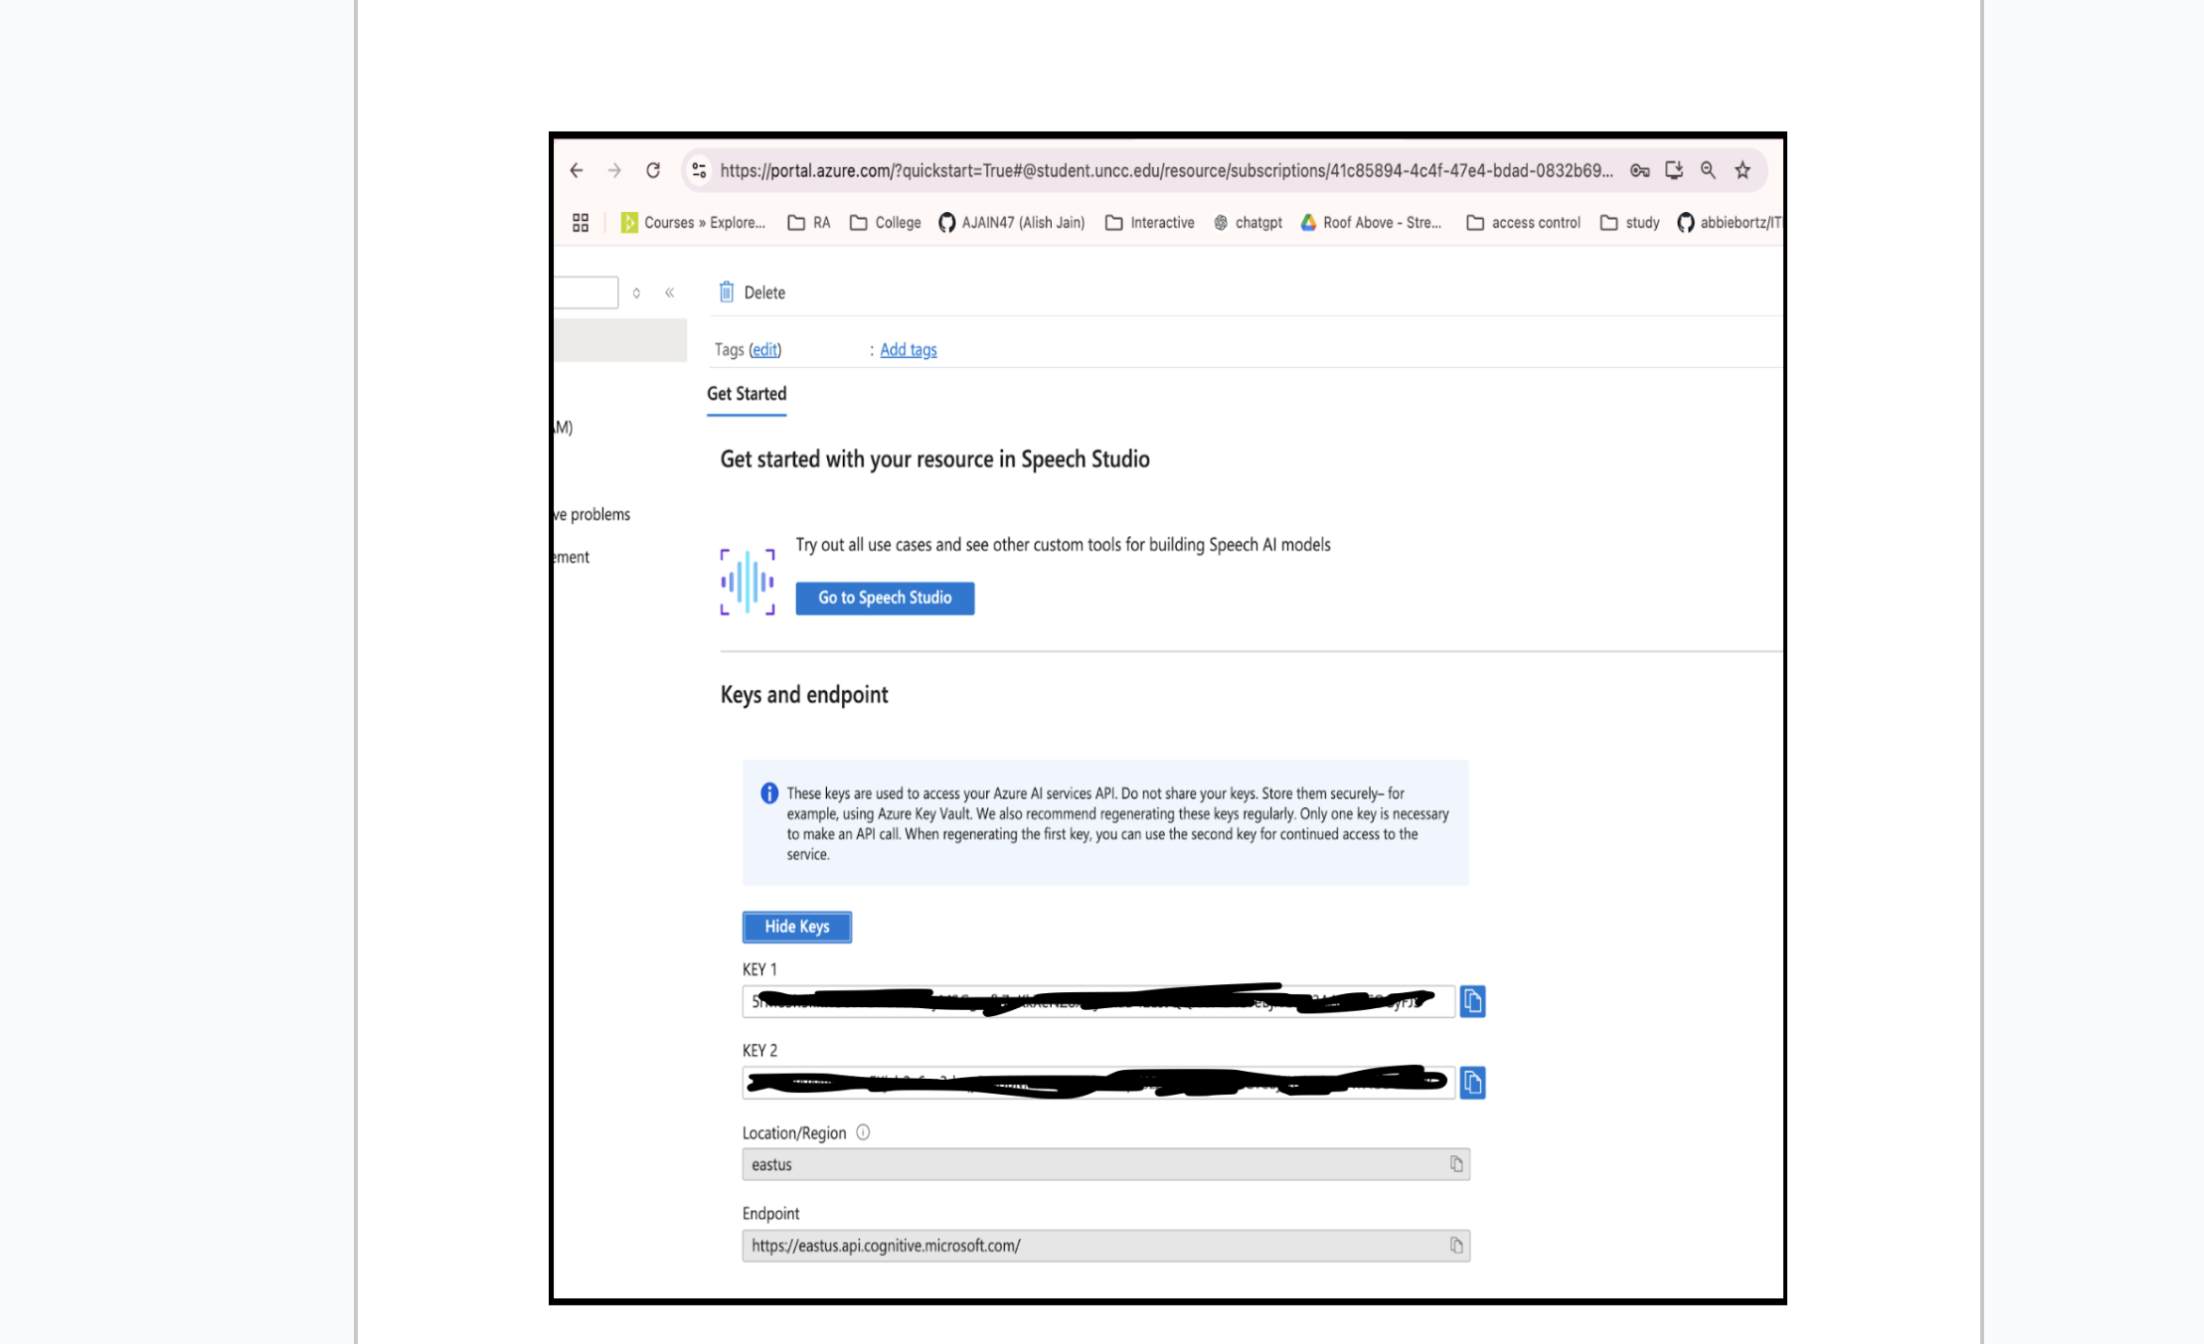 https://portal.azure.com/?quickstart=True#@student.uncc.edu/resource/subscriptions/41c85894-4c4f-47e4-bdad-0832b69...
Courses » Explore... RA College AJAIN47 (Alish Jain) Interactive chatgpt Roof Above - Stre... access control study abbiebortz/IT
Delete
Tags (edit) : Add tags
Get Started
AM)
Get started with your resource in Speech Studio
ve problems
Try out all use cases and see other custom tools for building Speech AI models
ement
Go to Speech Studio
Keys and endpoint
These keys are used to access your Azure AI services API. Do not share your keys. Store them securely– for
example, using Azure Key Vault. We also recommend regenerating these keys regularly. Only one key is necessary
to make an API call. When regenerating the first key, you can use the second key for continued access to the
service.
Hide Keys
KEY 1
KEY 2
Location/Region
eastus
Endpoint
https://eastus.api.cognitive.microsoft.com/